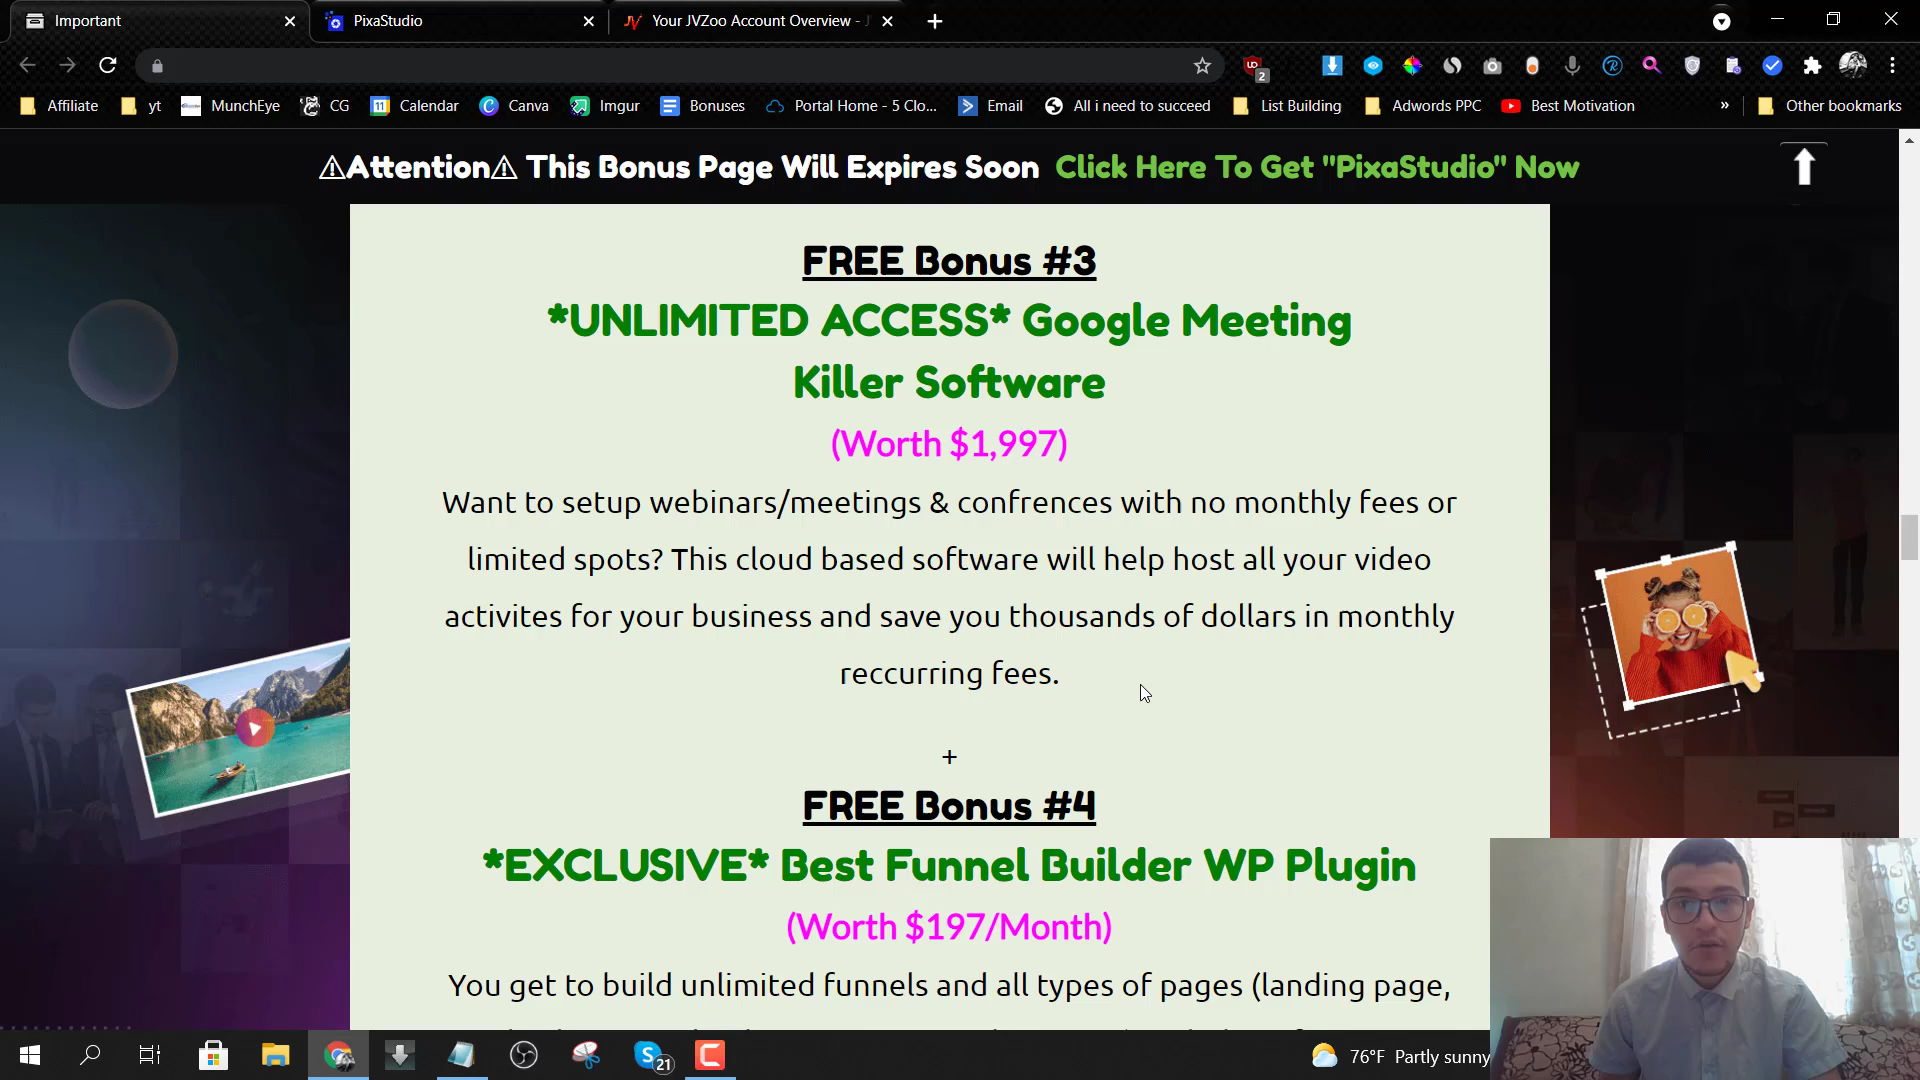 Important
PixaStudio
Your JVZoo Account Overview - J
2
Affiliate
yt
MunchEye
CG
Calendar
Canva
Imgur
Bonuses
Portal Home - 5 Clo...
Email
All i need to succeed
List Building
Adwords PPC
Best Motivation
»
Other bookmarks
⚠Attention⚠ This Bonus Page Will Expires Soon Click Here To Get "PixaStudio" Now
FREE Bonus #3
*UNLIMITED ACCESS* Google Meeting
Killer Software
(Worth $1,997)
Want to setup webinars/meetings & confrences with no monthly fees or
limited spots? This cloud based software will help host all your video
activites for your business and save you thousands of dollars in monthly
reccurring fees.
+
FREE Bonus #4
*EXCLUSIVE* Best Funnel Builder WP Plugin
(Worth $197/Month)
You get to build unlimited funnels and all types of pages (landing page,
21
76°F Partly sunny